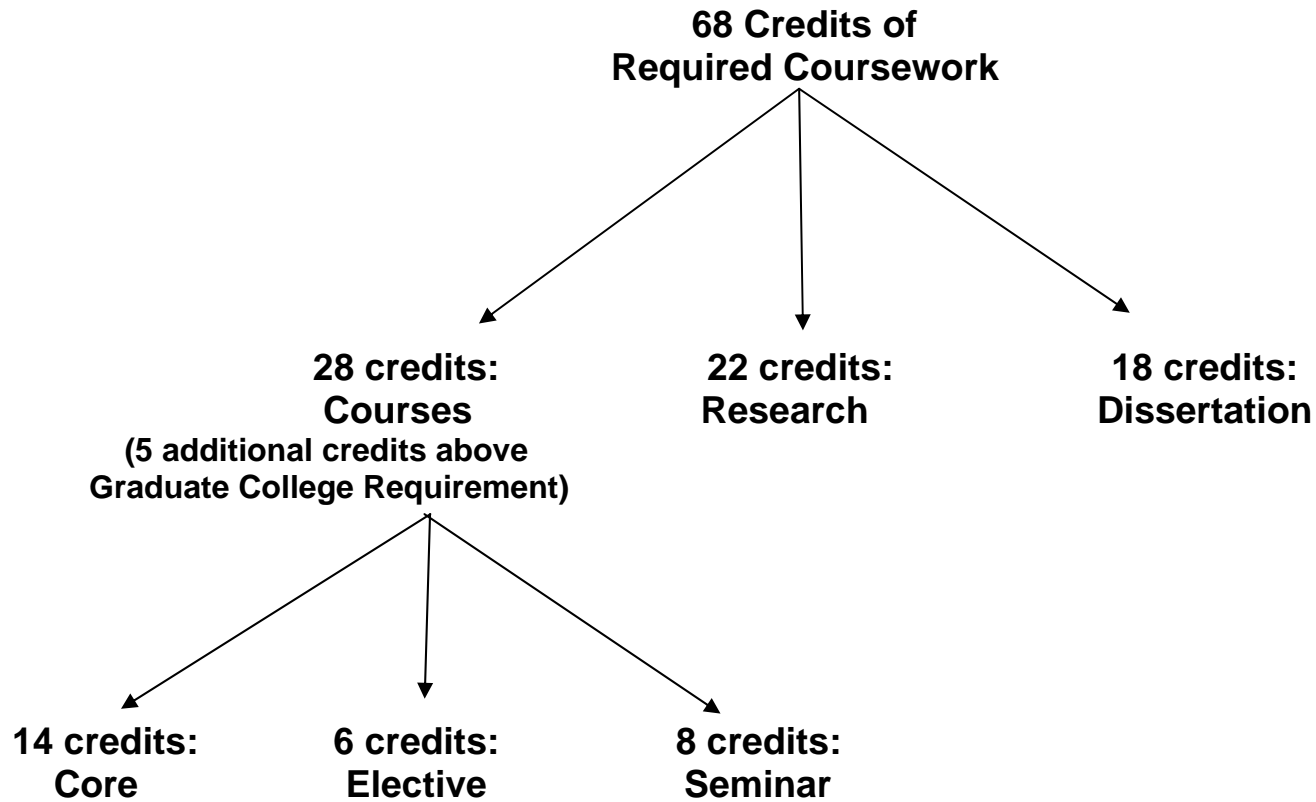 68 Credits of
Required Coursework
28 credits:
Courses
(5 additional credits above
Graduate College Requirement)
22 credits:
Research
18 credits:
Dissertation
14 credits:
Core
6 credits:
Elective
8 credits:
Seminar